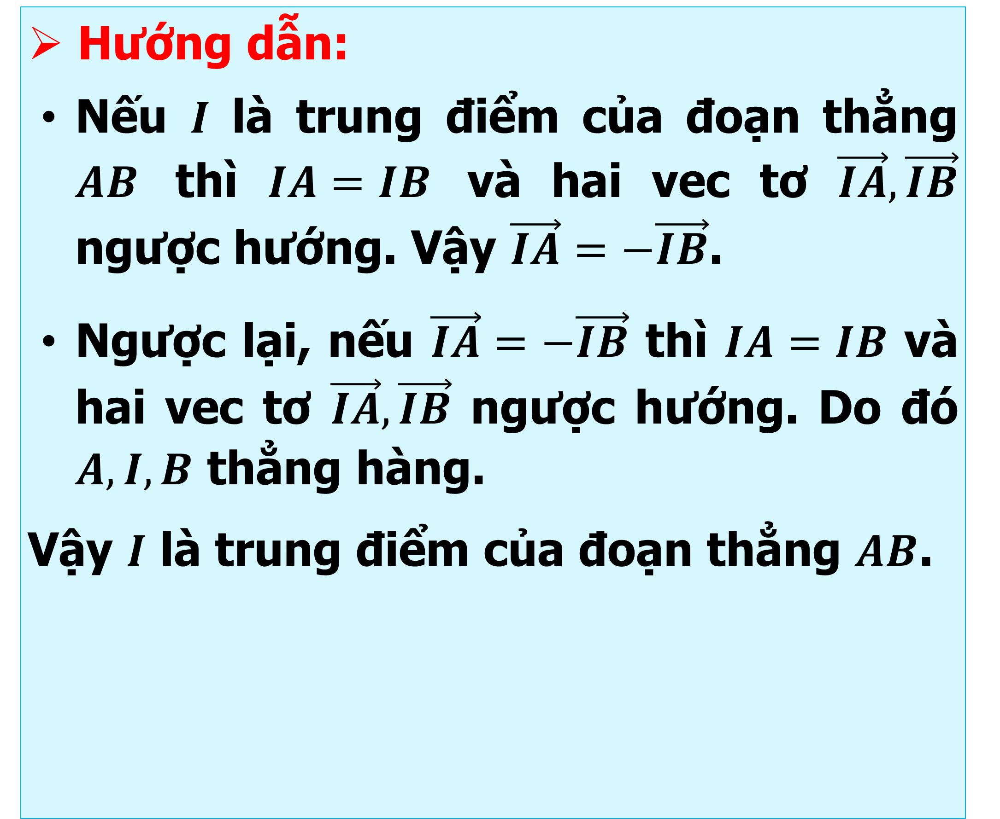 ➢ Hướng dẫn:
• Nếu $I$ là trung điểm của đoạn thẳng
$AB$ thì $IA = IB$ và hai vec tơ $\overrightarrow{IA}, \overrightarrow{IB}$
ngược hướng. Vậy $\overrightarrow{IA} = -\overrightarrow{IB}$.
• Ngược lại, nếu $\overrightarrow{IA} = -\overrightarrow{IB}$ thì $IA = IB$ và
hai vec tơ $\overrightarrow{IA}, \overrightarrow{IB}$ ngược hướng. Do đó
$A, I, B$ thẳng hàng.
Vậy $I$ là trung điểm của đoạn thẳng $AB$.